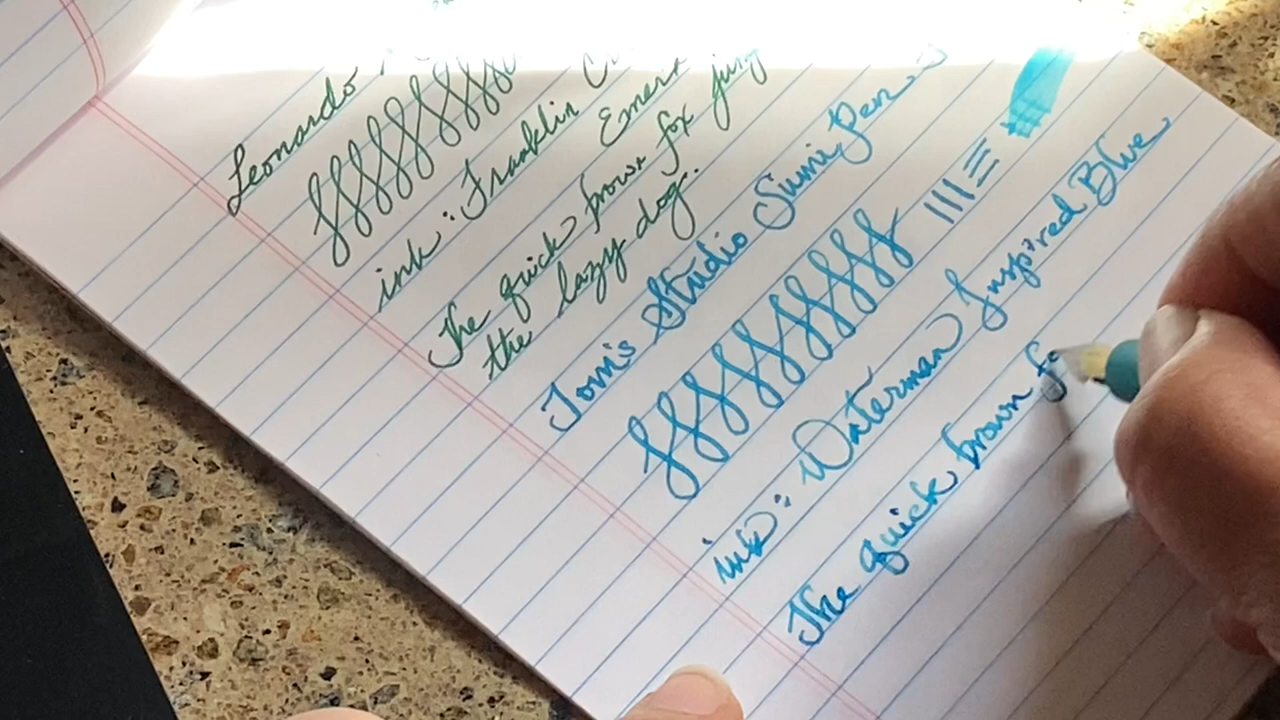 Leonardo
ink: Franklin
The quick brown fox
the lazy dog.
Tom's Studio Sumi Pen
ink: Waterman Inspired Blue
The quick brown fo